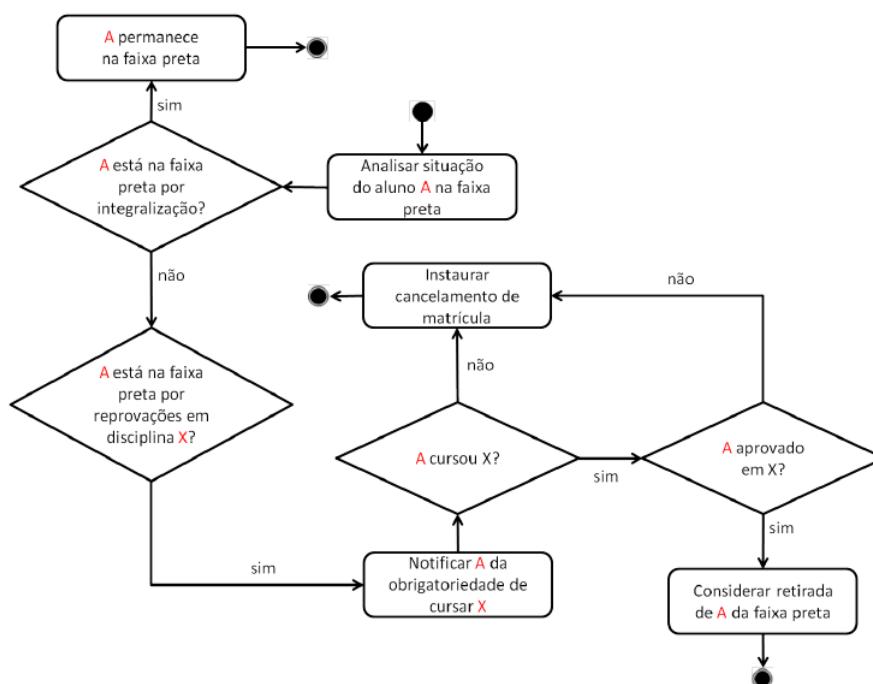 A permanece
na faixa preta
sim
Analisar situação
do aluno A na faixa
preta
A está na faixa
preta por
integralização?
não
A está na faixa
preta por
reprovações em
disciplina X?
sim
Notificar A da
obrigatoriedade de
cursar X
A cursou X?
não
Instaurar
cancelamento de
matrícula
sim
A aprovado
em X?
não
sim
Considerar retirada
de A da faixa preta